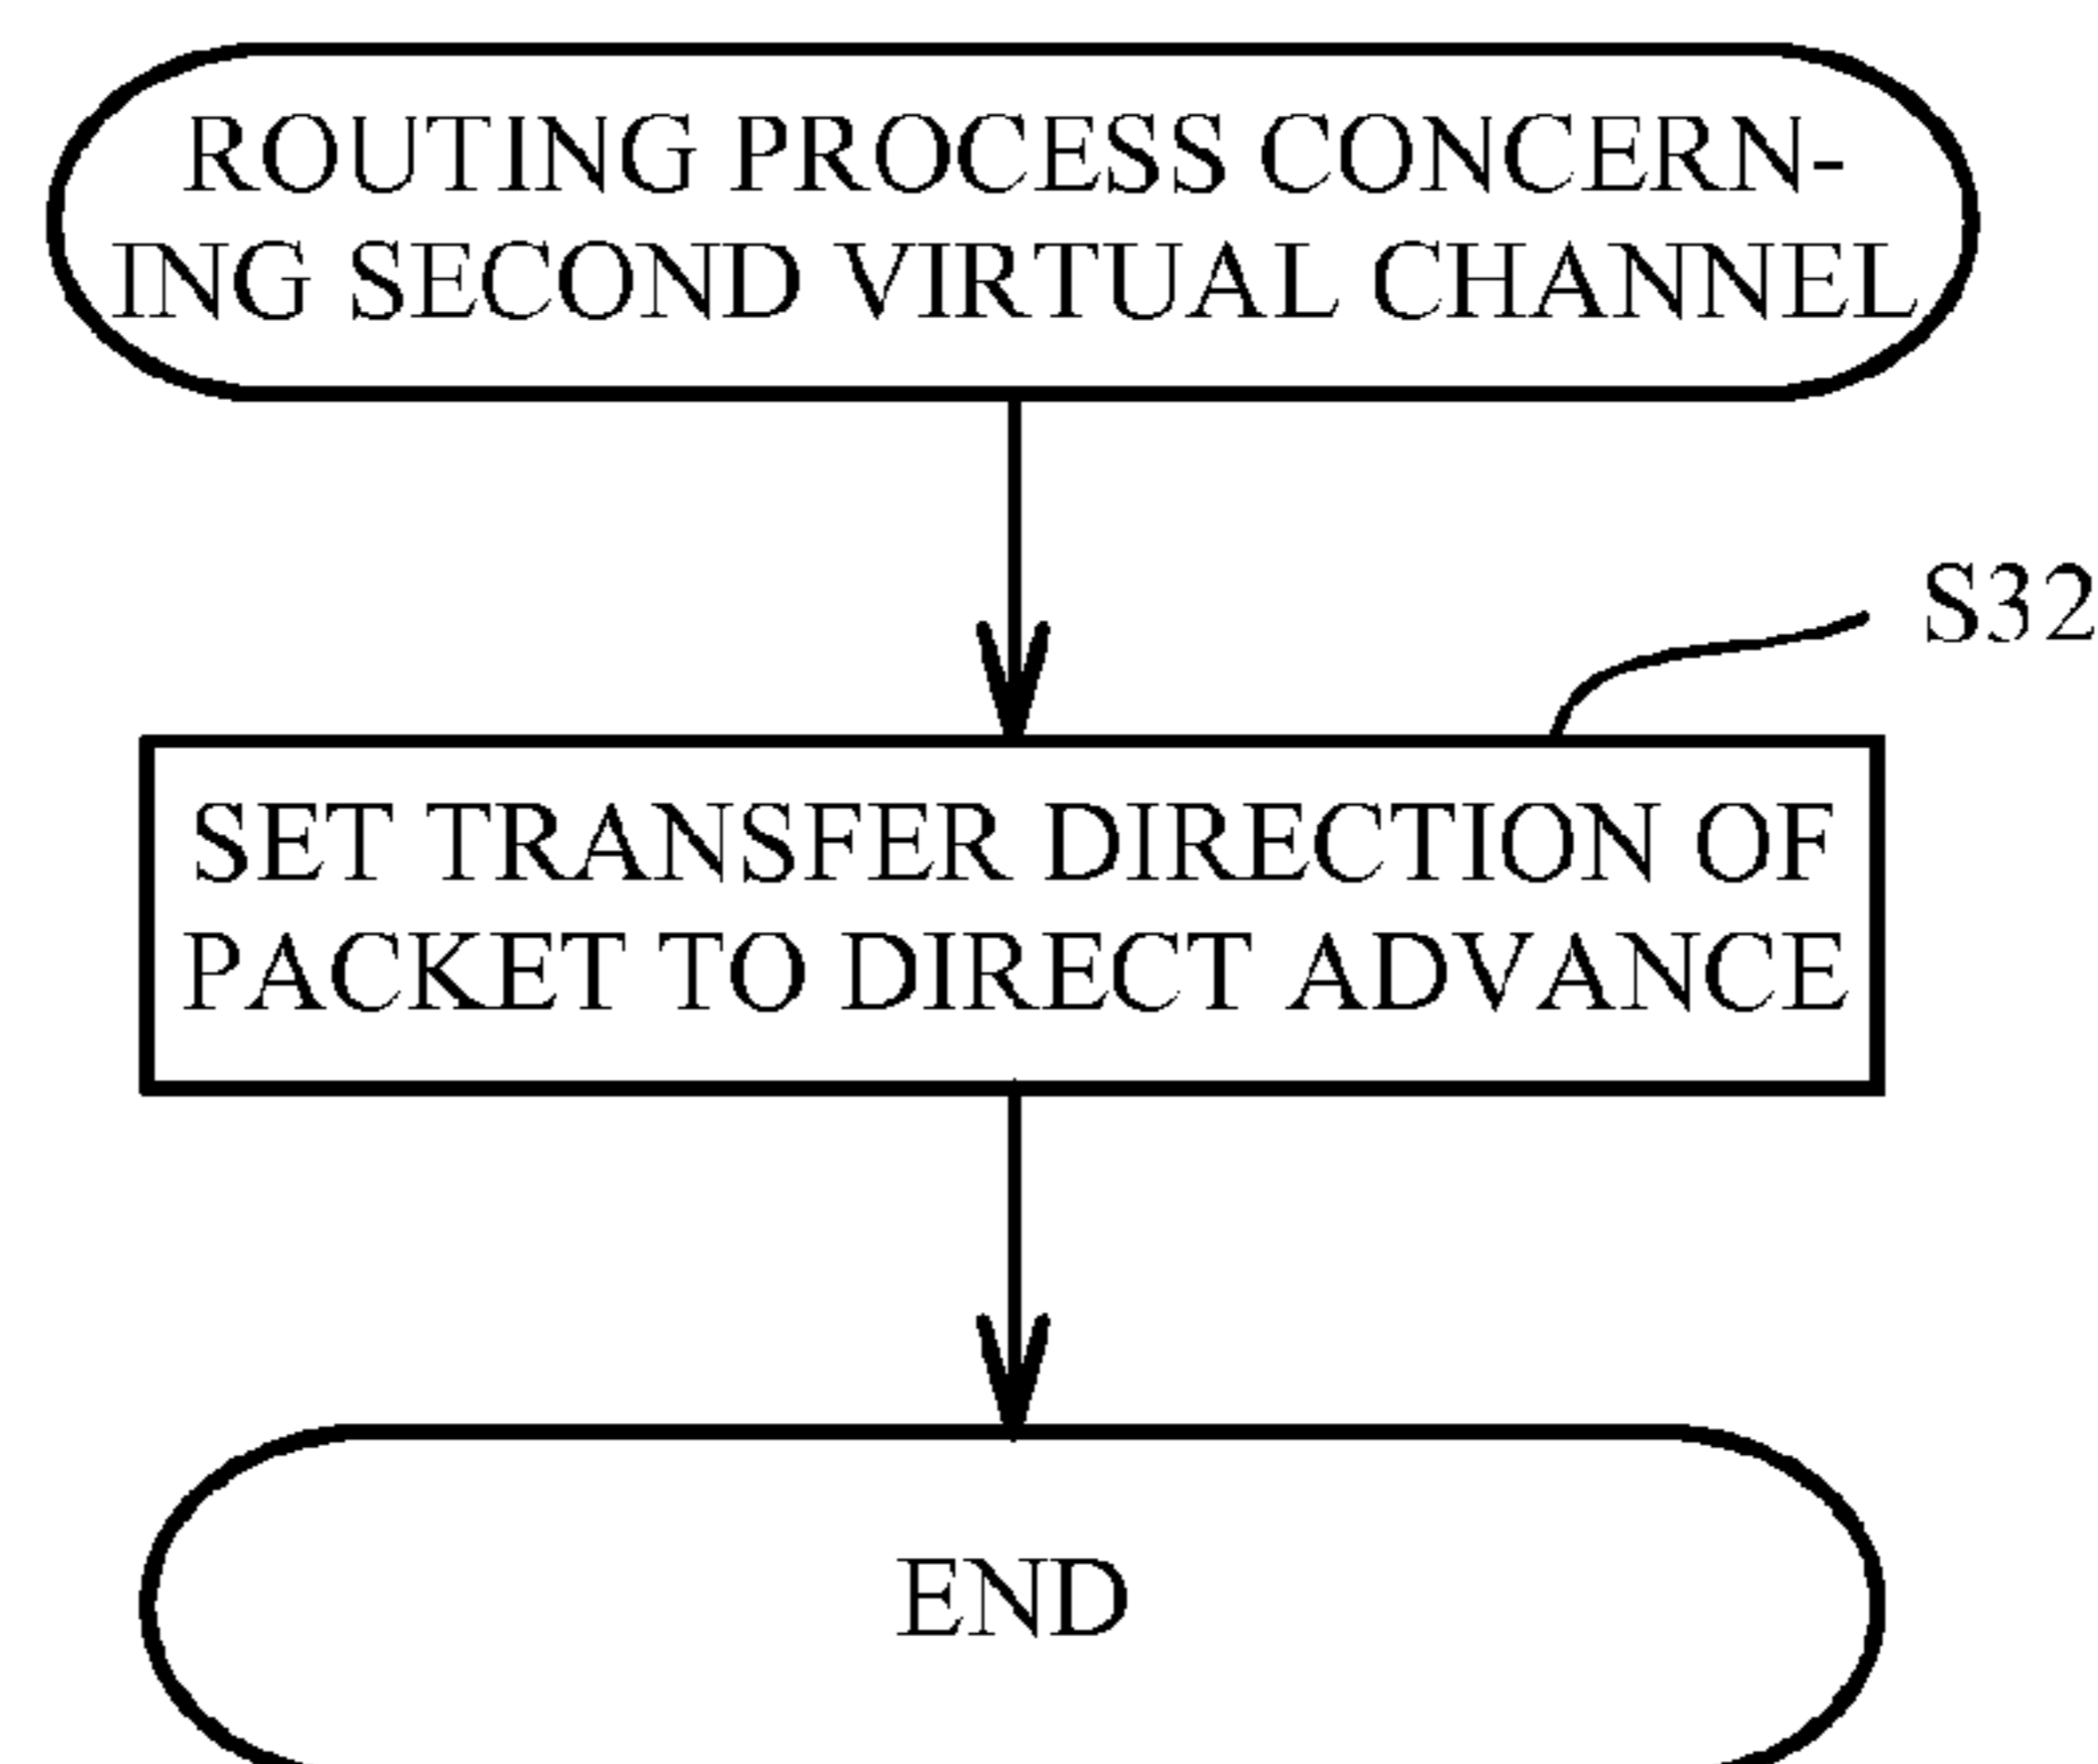 ROUTING PROCESS CONCERN-
ING SECOND VIRTUAL CHANNEL
S32
SET TRANSFER DIRECTION OF
PACKET TO DIRECT ADVANCE
END